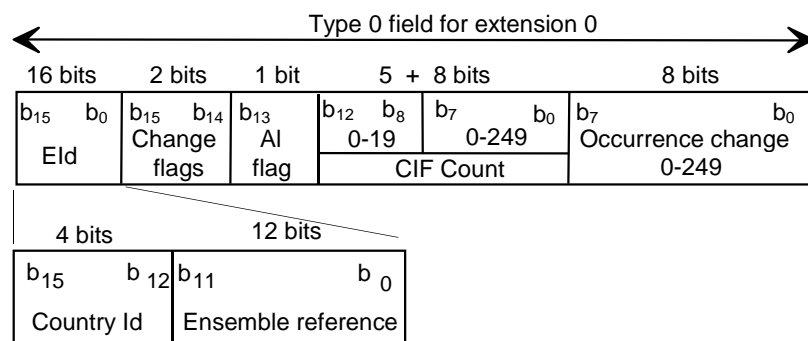 Type 0 field for extension 0
16 bits 2 bits 1 bit 5 + 8 bits 8 bits
b15 b0 b15 b14 b13 b12 b8 b7 b0 b7 b0
EId Change flags AI flag 0-19 0-249 Occurrence change 0-249
CIF Count
4 bits 12 bits
b15 b 12 b11 b 0
Country Id Ensemble reference